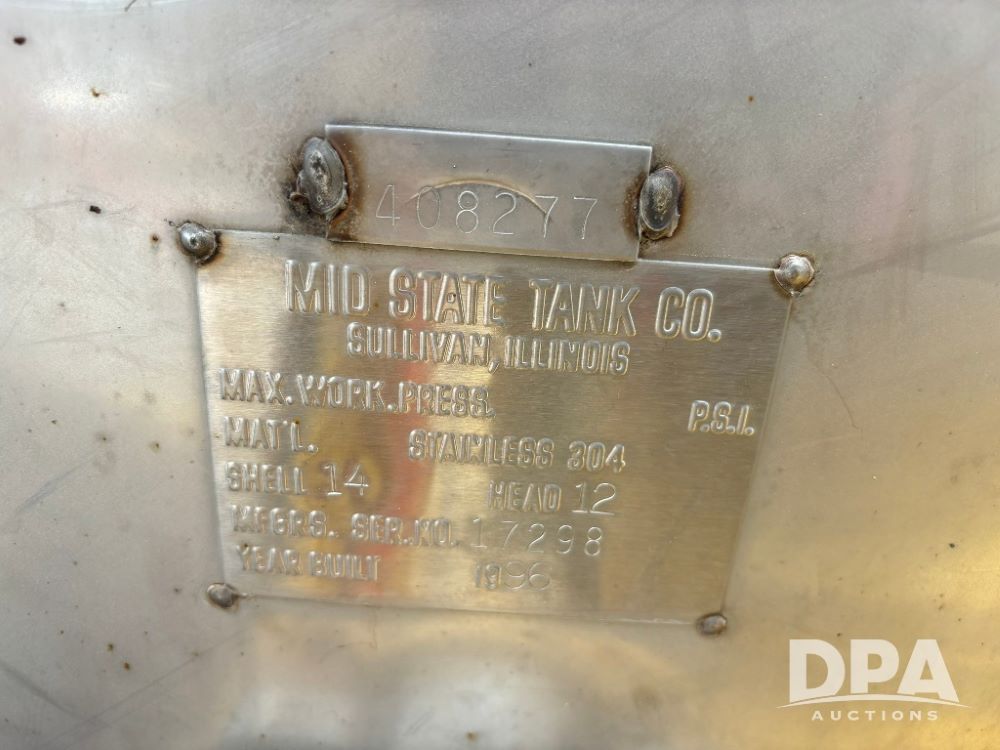 408277
MID STATE TANK CO.
SULLIVAN, ILLINOIS
MAX. WORK. PRESS. P.S.I.
MAT'L. STAINLESS 304
SHELL 14 HEAD 12
MFGRS. SER. NO. 17298
YEAR BUILT 1996
DPA
AUCTIONS